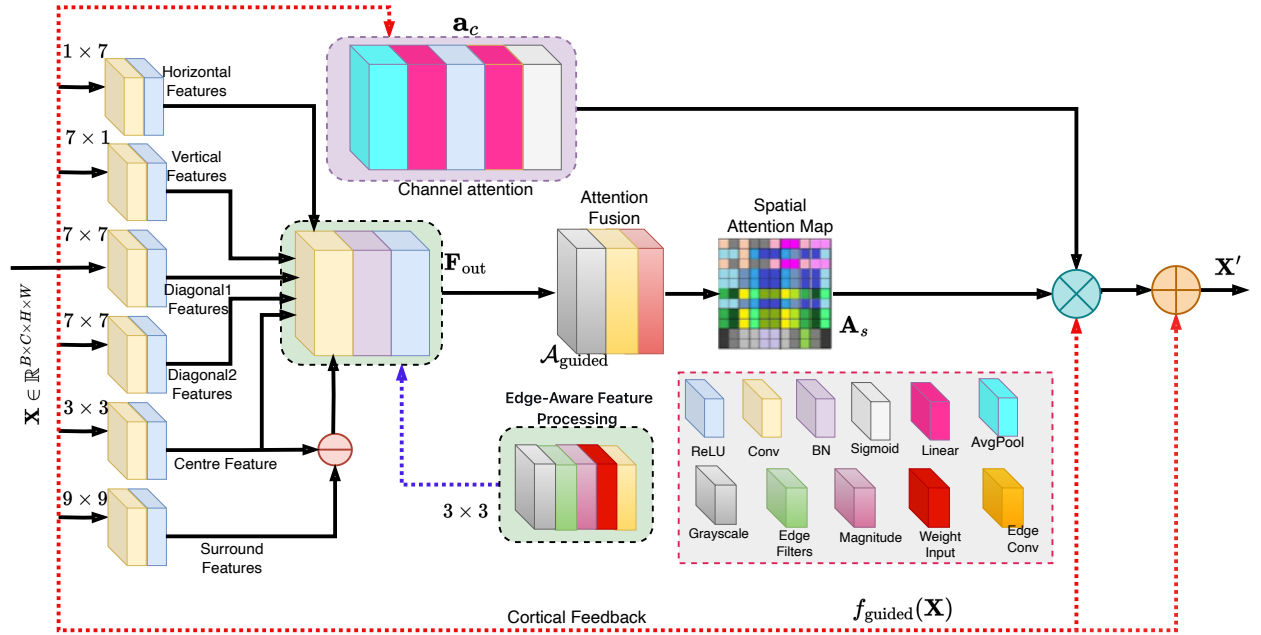 𝐚_c
1 × 7
Horizontal
Features
Channel attention
7 × 1
Vertical
Features
7 × 7
Diagonal1
Features
7 × 7
Diagonal2
Features
3 × 3
Centre Feature
9 × 9
Surround
Features
𝐗 ∈ ℝ^{B×C×H×W}
𝐅_out
Attention
Fusion
𝒜_guided
Spatial
Attention Map
𝐀_s
𝐗′
Edge-Aware Feature
Processing
3 × 3
ReLU
Conv
BN
Sigmoid
Linear
AvgPool
Grayscale
Edge
Filters
Magnitude
Weight
Input
Edge
Conv
Cortical Feedback
f_guided(𝐗)